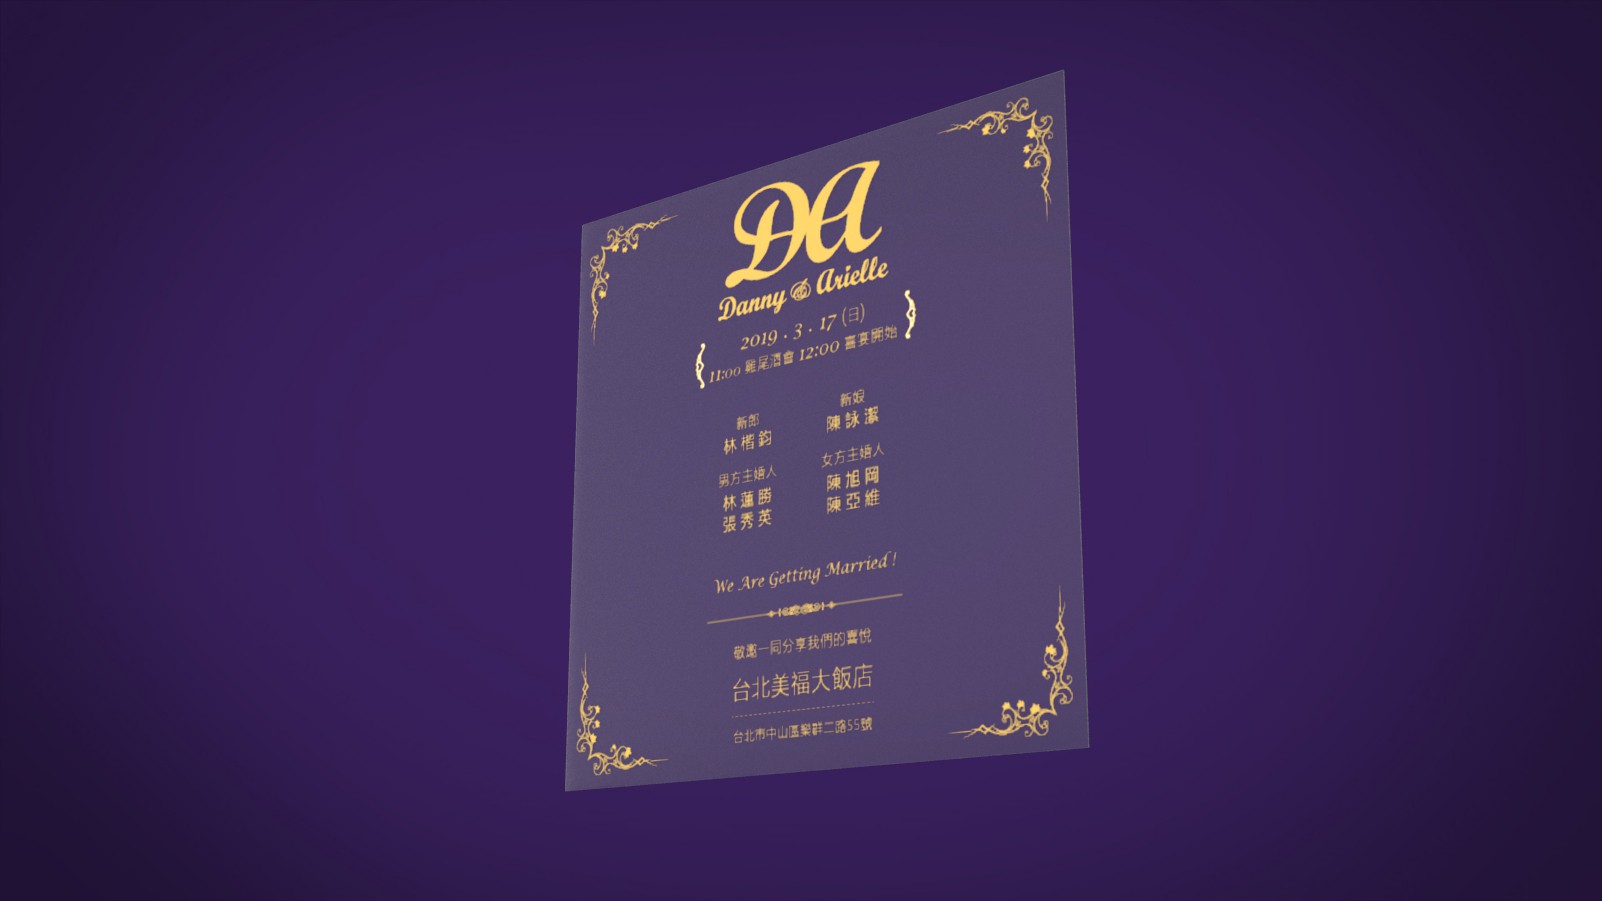 DA
Danny & Arielle
2019 . 3 . 17 (日)
11:00 雞尾酒會 12:00 喜宴開始
新郎
林楷鈞
男方主婚人
林蓮勝
張秀英
新娘
陳詠潔
女方主婚人
陳旭岡
陳亞維
We Are Getting Married !
敬邀一同分享我們的喜悅
台北美福大飯店
台北市中山區樂群二路55號